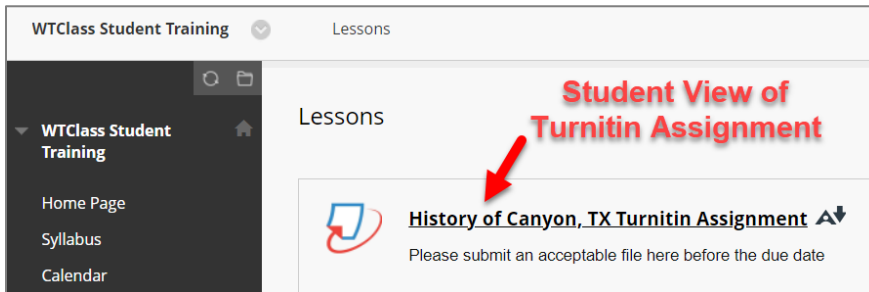 WTClass Student Training
Lessons
WTClass Student
Training
Home Page
Syllabus
Calendar
Lessons
Student View of
Turnitin Assignment
History of Canyon, TX Turnitin Assignment
Please submit an acceptable file here before the due date